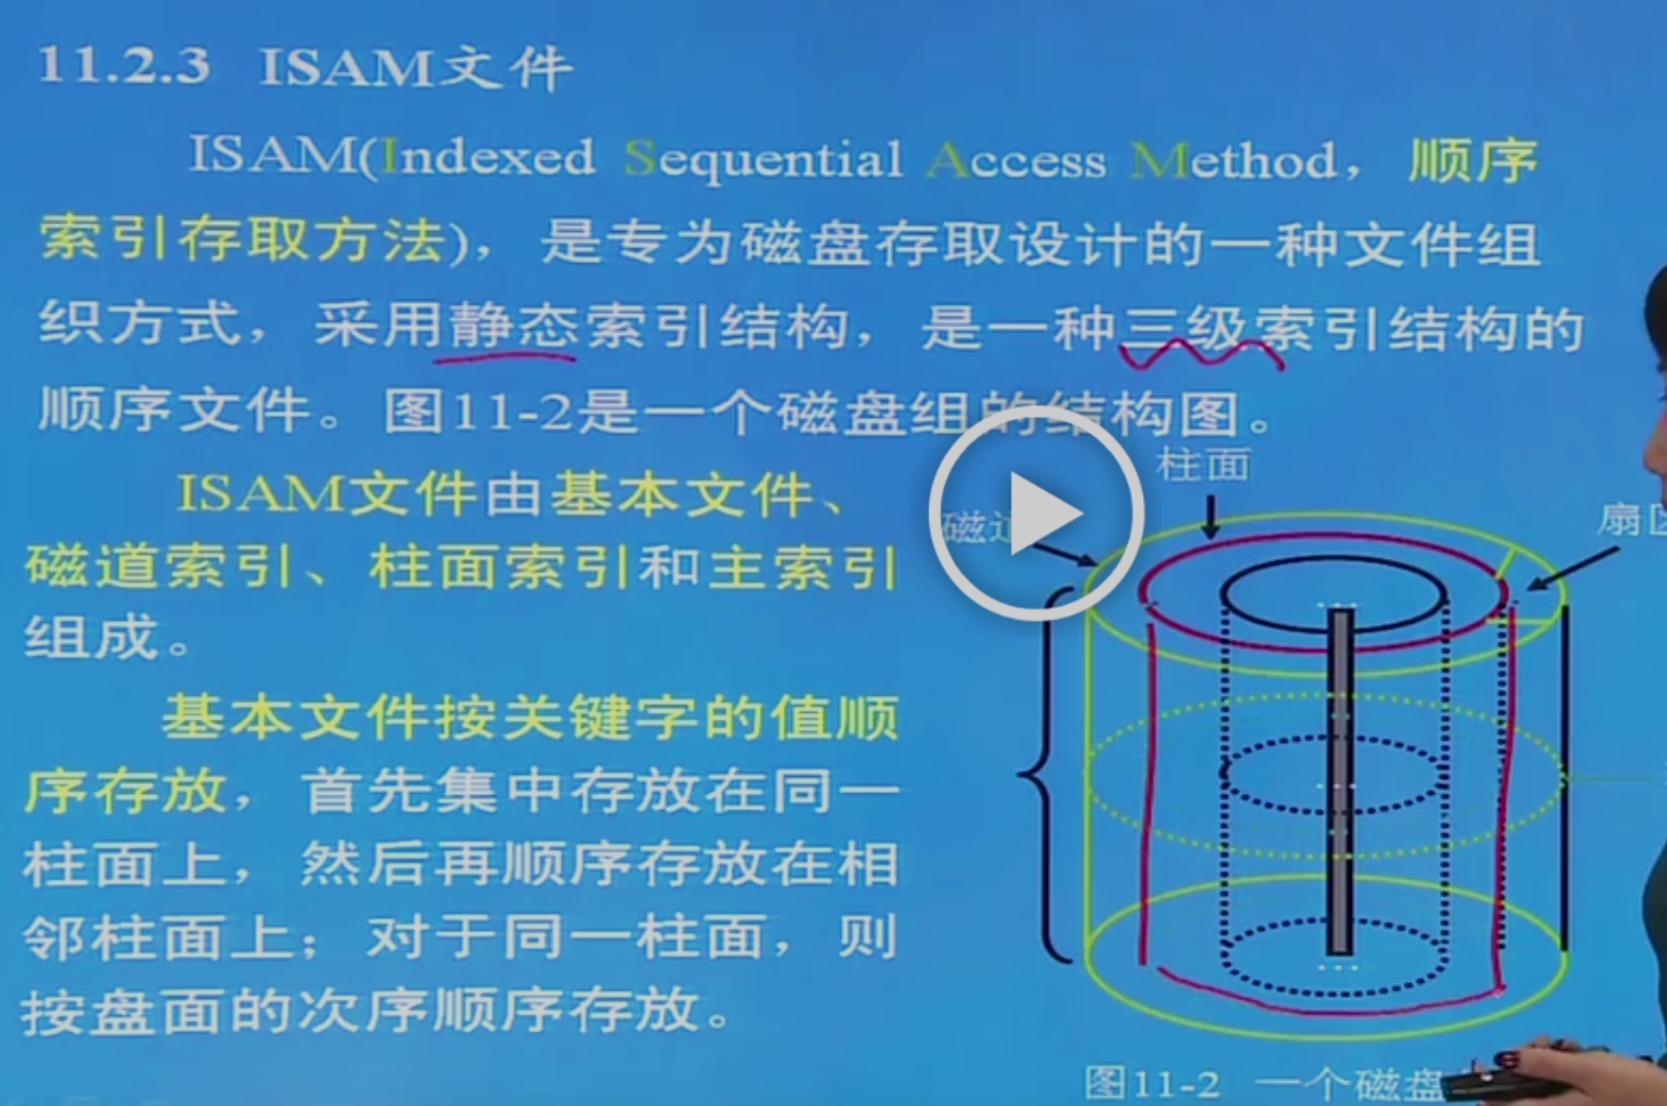 11.2.3 ISAM文件
ISAM(Indexed Sequential Access Method，顺序
索引存取方法)，是专为磁盘存取设计的一种文件组
织方式，采用静态索引结构，是一种三级索引结构的
顺序文件。图11-2是一个磁盘组的结构图。
ISAM文件由基本文件、
磁道索引、柱面索引和主索引
组成。
基本文件按关键字的值顺
序存放，首先集中存放在同一
柱面上，然后再顺序存放在相
邻柱面上；对于同一柱面，则
按盘面的次序顺序存放。
柱面
磁道
扇区
图11-2 一个磁盘